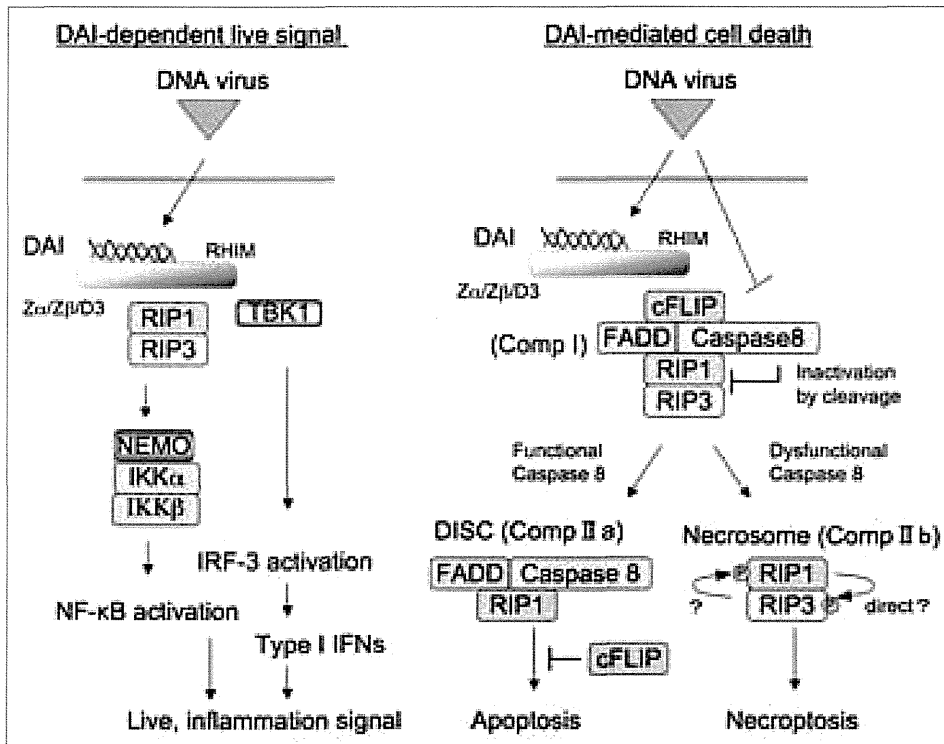 DAI-dependent live signal
DNA virus
DAI
RHIM
Zα/Zβ/D3
RIP1
TBK1
RIP3
NEMO
IKKα
IKKβ
IRF-3 activation
NF-κB activation
Type I IFNs
Live, inflammation signal
DAI-mediated cell death
DNA virus
DAI
RHIM
Zα/Zβ/D3
cFLIP
(Comp I)
FADD Caspase8
RIP1
RIP3
Inactivation
by cleavage
Functional
Caspase 8
Dysfunctional
Caspase 8
DISC (Comp Ⅱ a)
FADD Caspase 8
RIP1
cFLIP
Apoptosis
Necrosome (Comp Ⅱ b)
P RIP1
RIP3 P
?
direct ?
Necroptosis